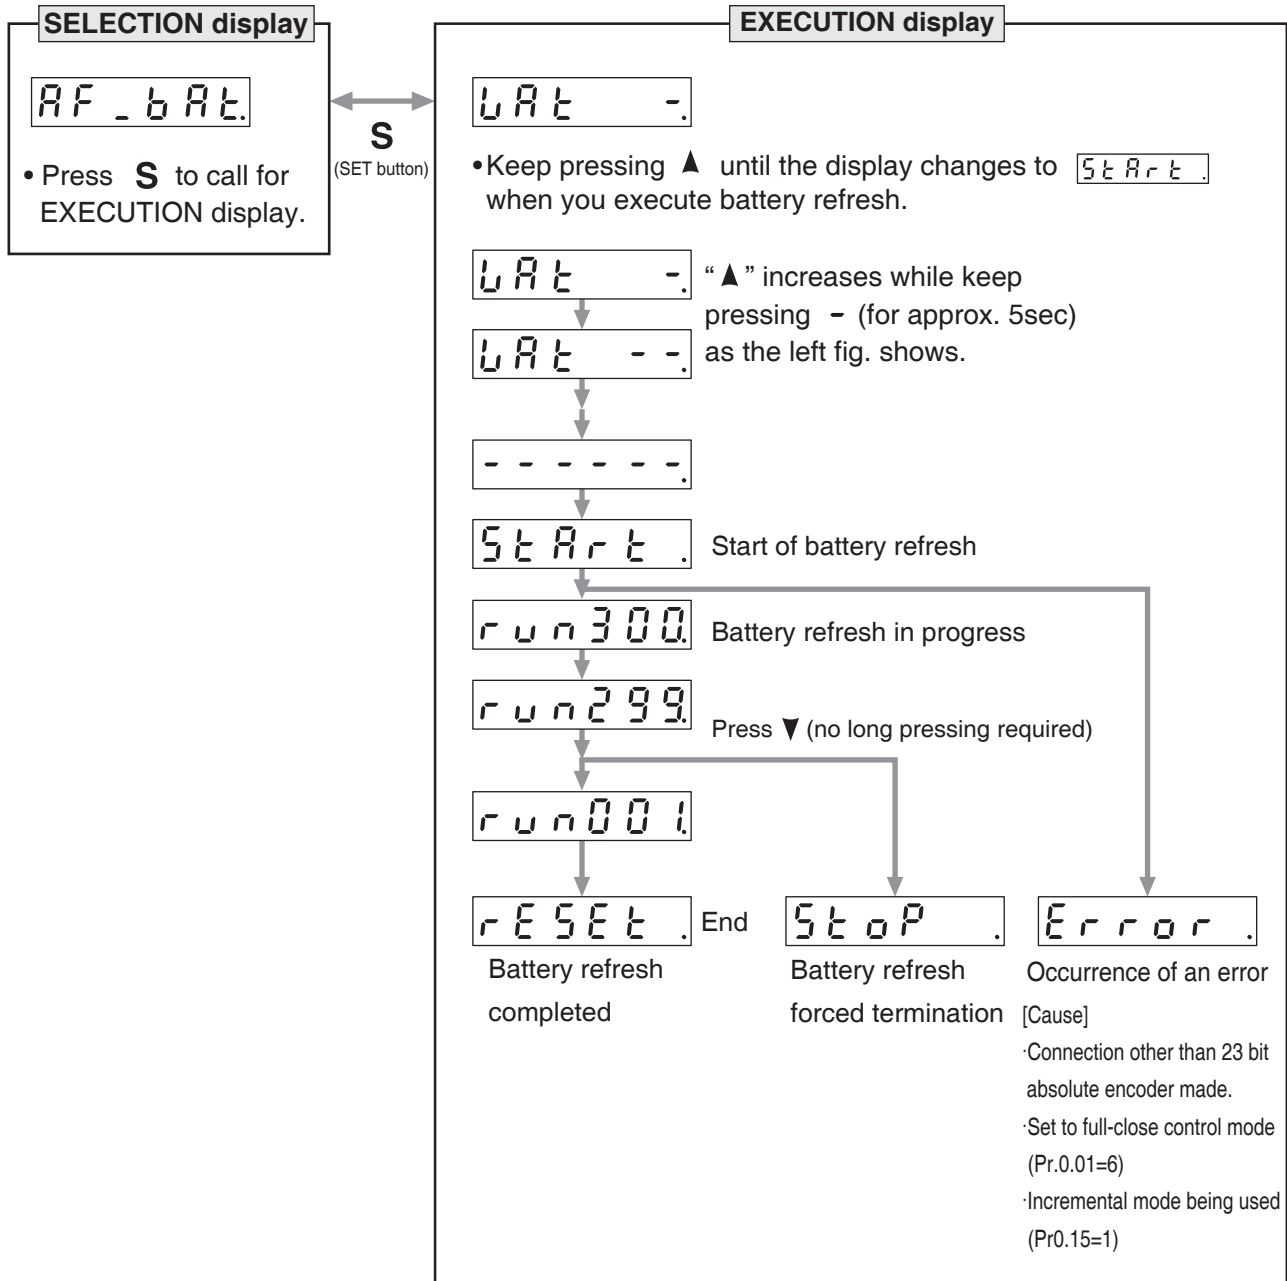 SELECTION display
AF_bAt.
• Press S to call for
EXECUTION display.
S
(SET button)
EXECUTION display
bAt -.
•Keep pressing ▲ until the display changes to StArt .
when you execute battery refresh.
bAt -.
“▲” increases while keep
pressing - (for approx. 5sec)
as the left fig. shows.
bAt --.
------.
StArt .
Start of battery refresh
run300.
Battery refresh in progress
run299.
Press ▼ (no long pressing required)
run001.
rESEt .
End
Battery refresh
completed
StoP .
Battery refresh
forced termination
Error .
Occurrence of an error
[Cause]
·Connection other than 23 bit
absolute encoder made.
·Set to full-close control mode
(Pr.0.01=6)
·Incremental mode being used
(Pr0.15=1)